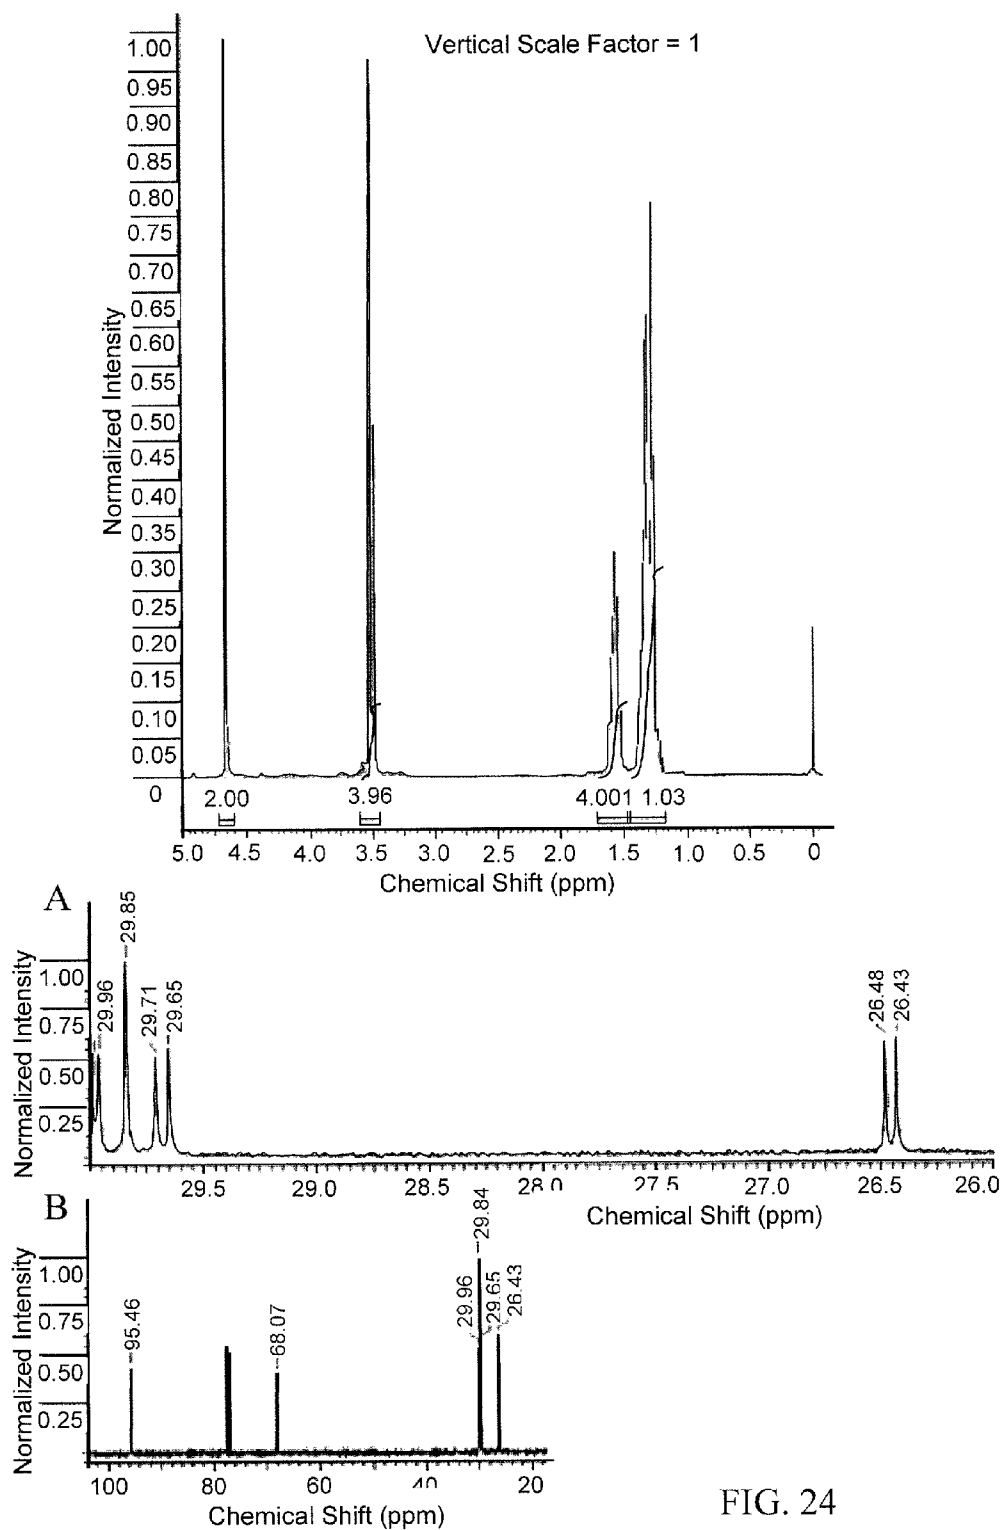 Vertical Scale Factor = 1
Normalized Intensity
1.00
0.95
0.90
0.85
0.80
0.75
0.70
0.65
0.60
0.55
0.50
0.45
0.40
0.35
0.30
0.25
0.20
0.15
0.10
0.05
0
2.00 3.96 4.001 1.03
5.0 4.5 4.0 3.5 3.0 2.5 2.0 1.5 1.0 0.5 0
Chemical Shift (ppm)
A
Normalized Intensity
1.00
0.75
0.50
0.25
29.96 29.85 29.71 29.65 26.48 26.43
29.5 29.0 28.5 28.0 27.5 27.0 26.5 26.0
Chemical Shift (ppm)
B
Normalized Intensity
1.00
0.75
0.50
0.25
95.46 68.07 29.96 29.84 29.65 26.43
100 80 60 40 20
Chemical Shift (ppm)
FIG. 24